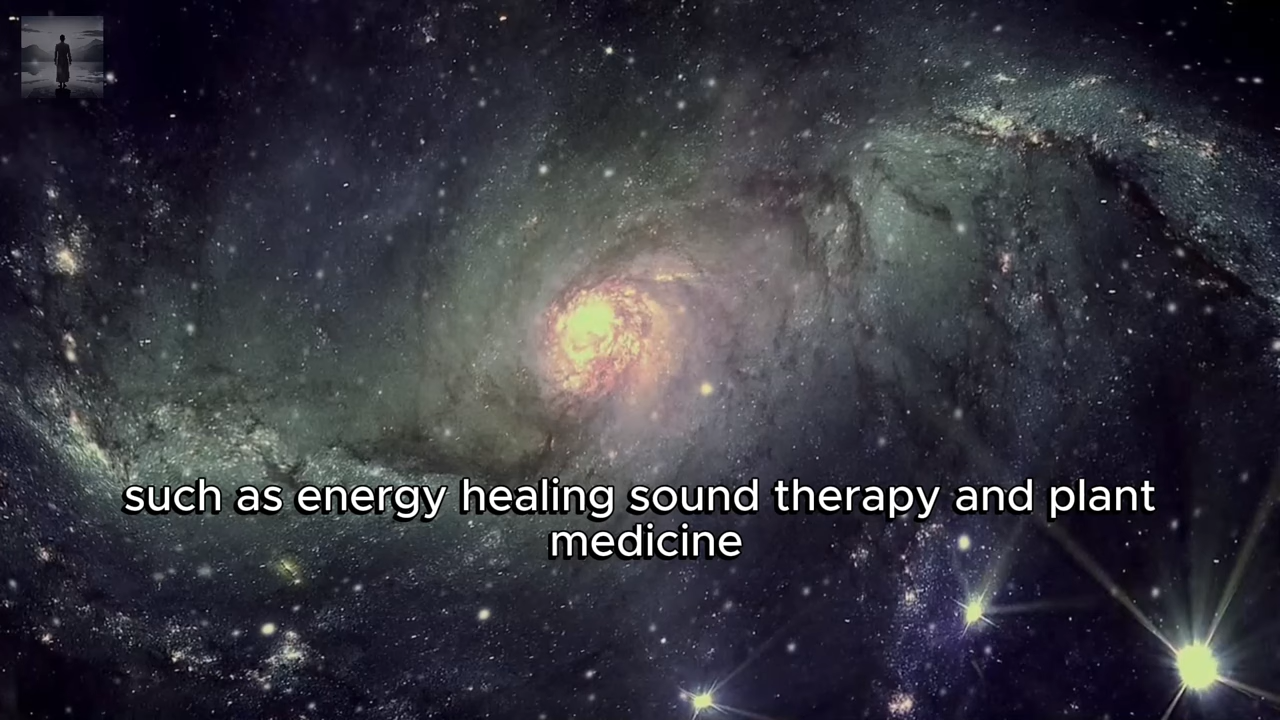 such as energy healing sound therapy and plant
medicine